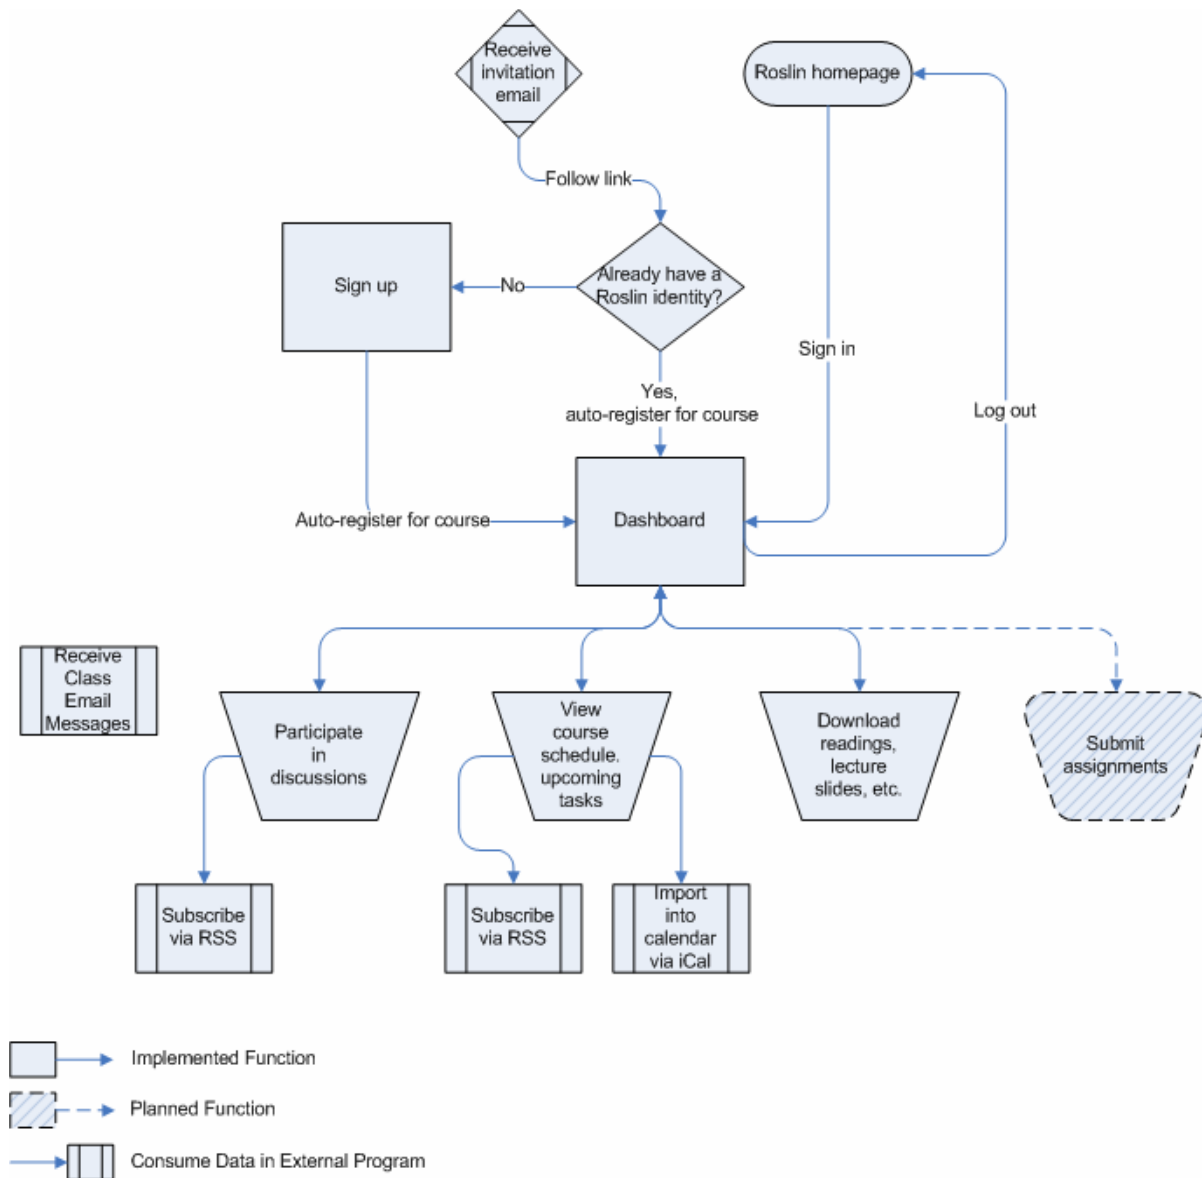 Receive
invitation
email
Roslin homepage
Follow link
Sign up
No
Already have a
Roslin identity?
Sign in
Yes,
auto-register for course
Log out
Auto-register for course
Dashboard
Receive
Class
Email
Messages
Participate
in
discussions
View
course
schedule.
upcoming
tasks
Download
readings,
lecture
slides, etc.
Submit
assignments
Subscribe
via RSS
Subscribe
via RSS
Import
into
calendar
via iCal
Implemented Function
Planned Function
Consume Data in External Program